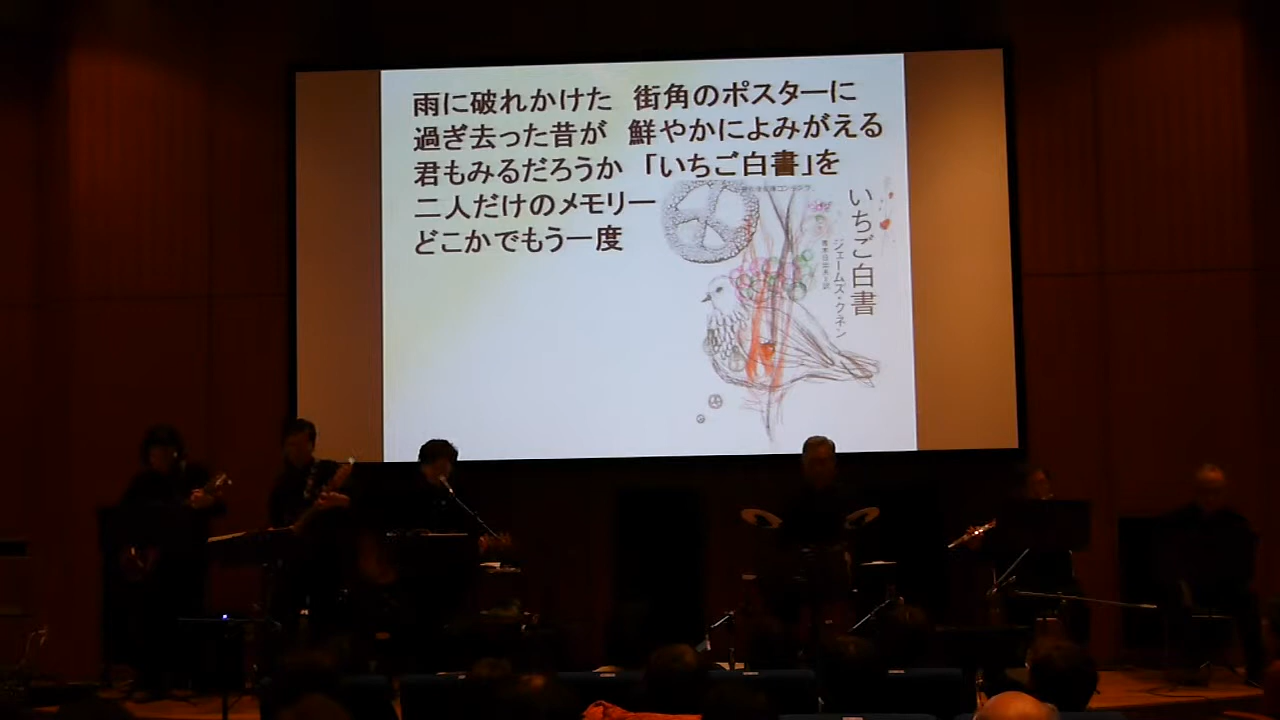 雨に破れかけた 街角のポスターに
過ぎ去った昔が 鮮やかによみがえる
君もみるだろうか 「いちご白書」を
二人だけのメモリー
どこかでもう一度
いちご白書
ジェームズ・クネン